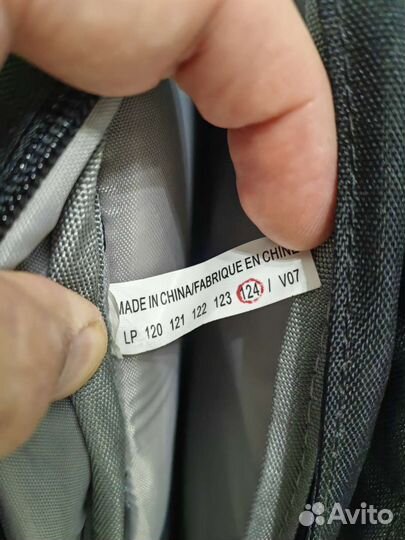 MADE IN CHINA/FABRIQUE EN CHINE
LP 120 121 122 123 124 / V07
Avito